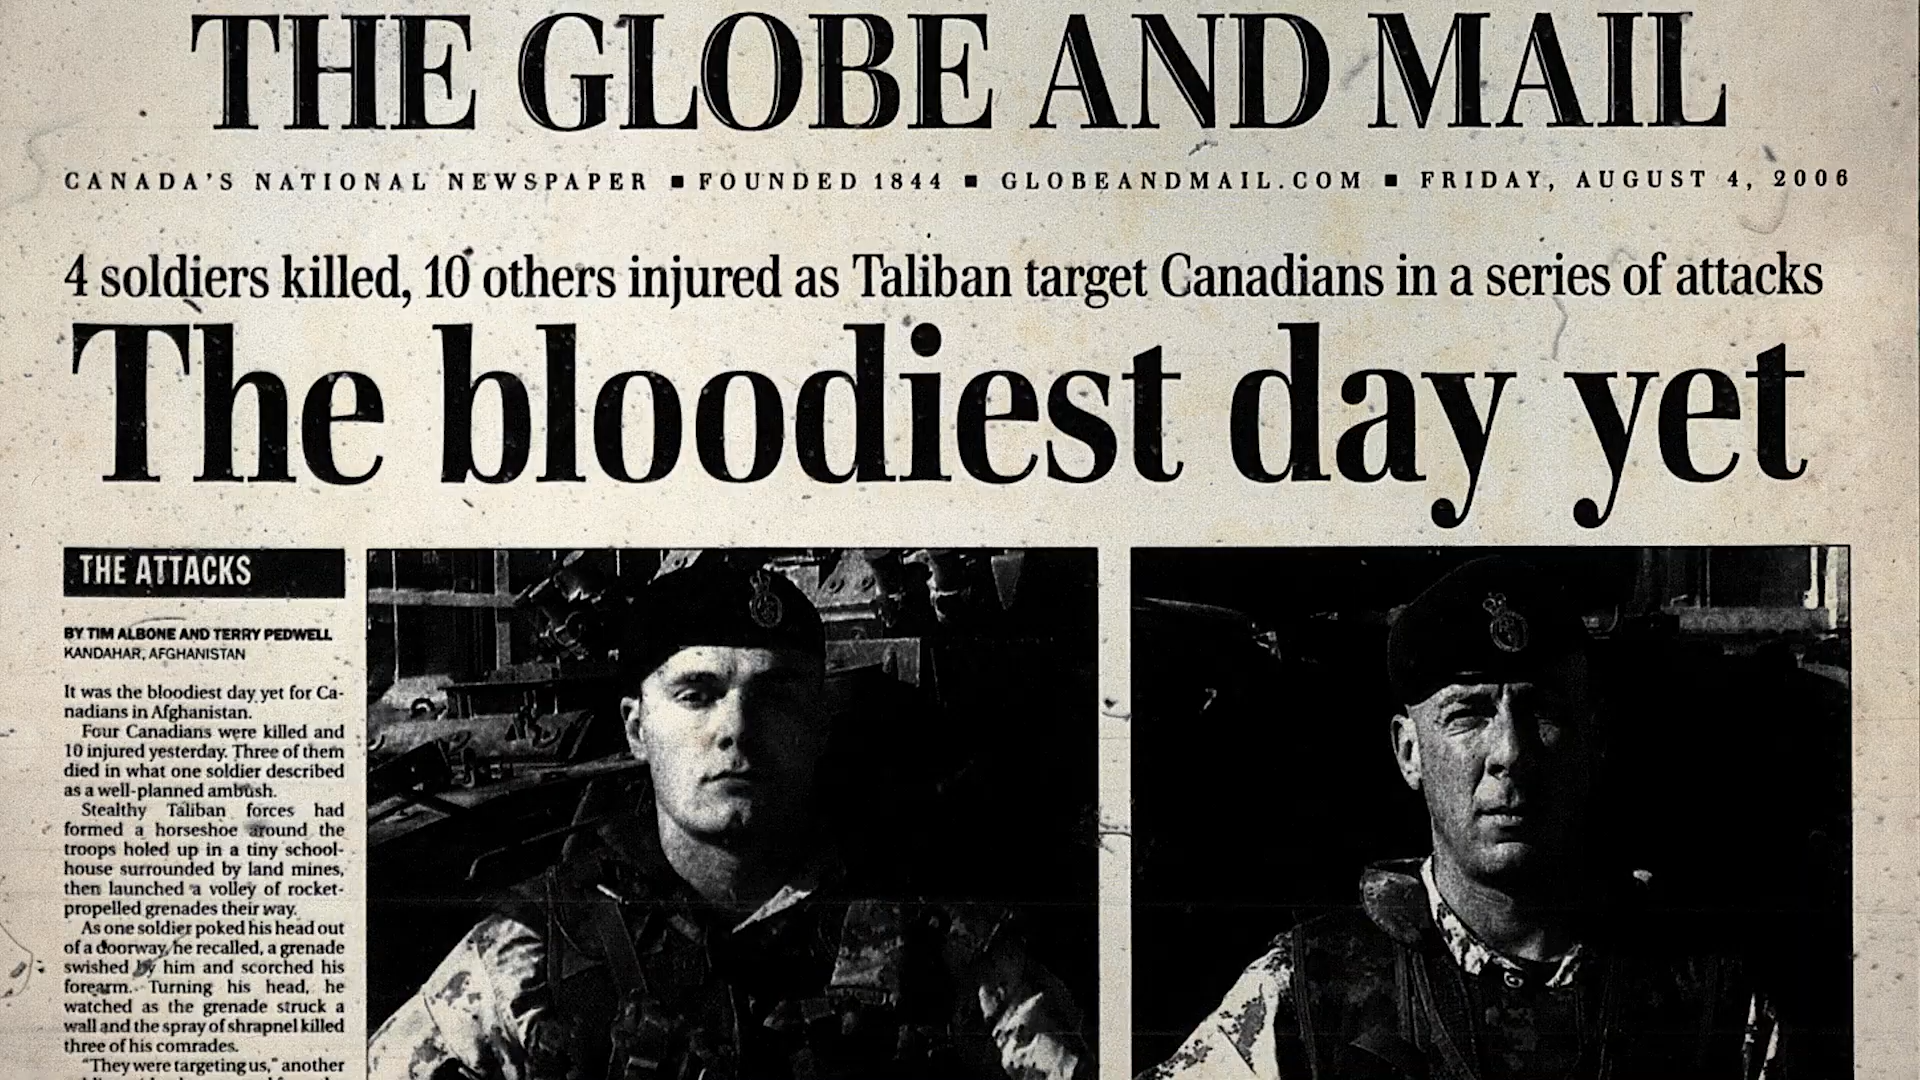 THE GLOBE AND MAIL
CANADA'S NATIONAL NEWSPAPER ■ FOUNDED 1844 ■ GLOBEANDMAIL.COM ■ FRIDAY, AUGUST 4, 2006
4 soldiers killed, 10 others injured as Taliban target Canadians in a series of attacks
The bloodiest day yet
THE ATTACKS
BY TIM ALBONE AND TERRY PEDWELL
KANDAHAR, AFGHANISTAN
It was the bloodiest day yet for Ca-
nadians in Afghanistan.
Four Canadians were killed and
10 injured yesterday. Three of them
died in what one soldier described
as a well-planned ambush.
Stealthy Taliban forces had
formed a horseshoe around the
troops holed up in a tiny school-
house surrounded by land mines,
then launched a volley of rocket-
propelled grenades their way.
As one soldier poked his head out
of a doorway, he recalled, a grenade
swished by him and scorched his
forearm. Turning his head, he
watched as the grenade struck a
wall and the spray of shrapnel killed
three of his comrades.
"They were targeting us," another